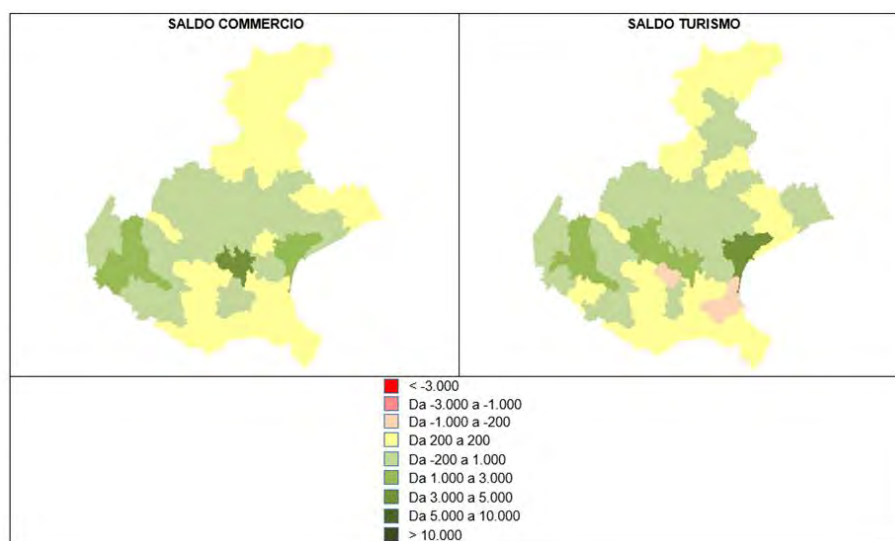 SALDO COMMERCIO
SALDO TURISMO
< -3.000
Da -3.000 a -1.000
Da -1.000 a -200
Da 200 a 200
Da -200 a 1.000
Da 1.000 a 3.000
Da 3.000 a 5.000
Da 5.000 a 10.000
> 10.000